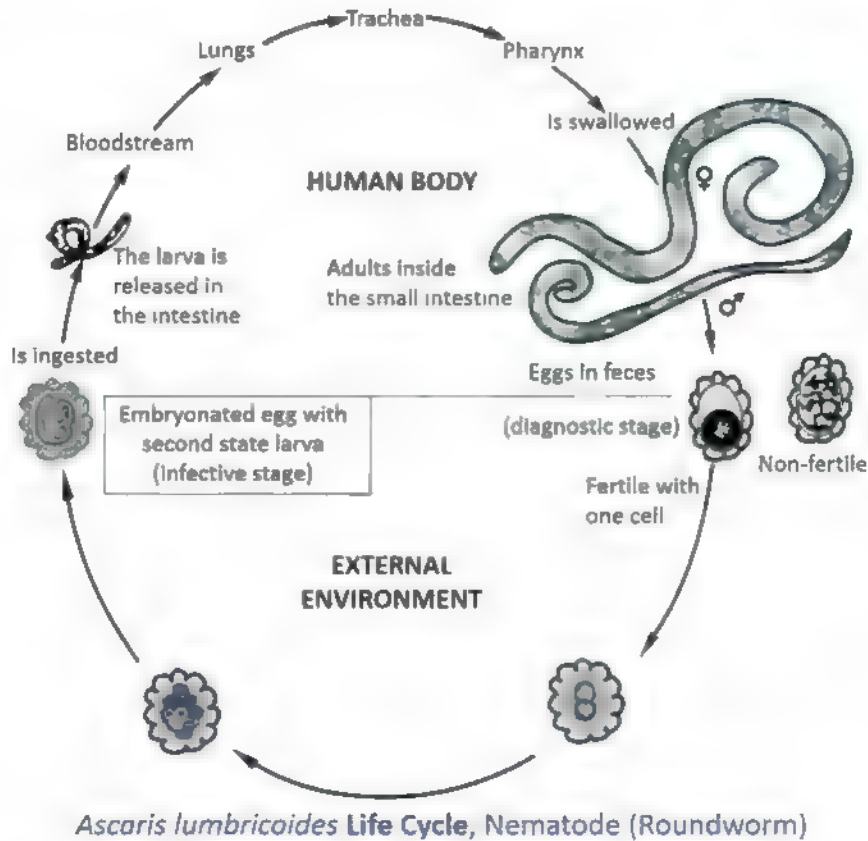 Trachea
Lungs
Pharynx
Is swallowed
Bloodstream
HUMAN BODY
♀
The larva is
released in
the intestine
Adults inside
the small intestine
♂
Is ingested
Eggs in feces
Embryonated egg with
second state larva
(infective stage)
(diagnostic stage)
Non-fertile
Fertile with
one cell
EXTERNAL
ENVIRONMENT
Ascaris lumbricoides Life Cycle, Nematode (Roundworm)